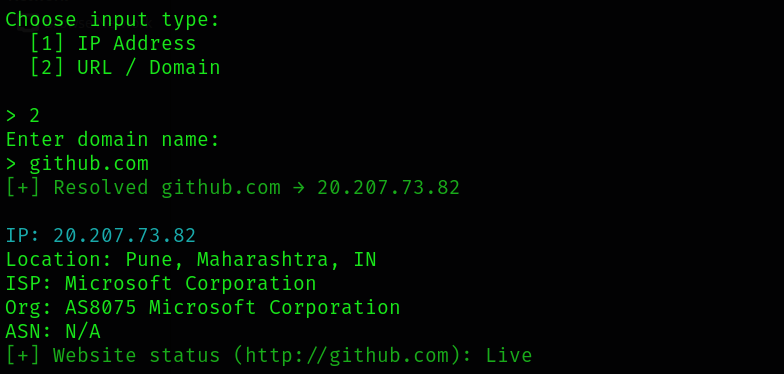 Choose input type:
  [1] IP Address
  [2] URL / Domain
> 2
Enter domain name:
> github.com
[+] Resolved github.com → 20.207.73.82
IP: 20.207.73.82
Location: Pune, Maharashtra, IN
ISP: Microsoft Corporation
Org: AS8075 Microsoft Corporation
ASN: N/A
[+] Website status (http://github.com): Live